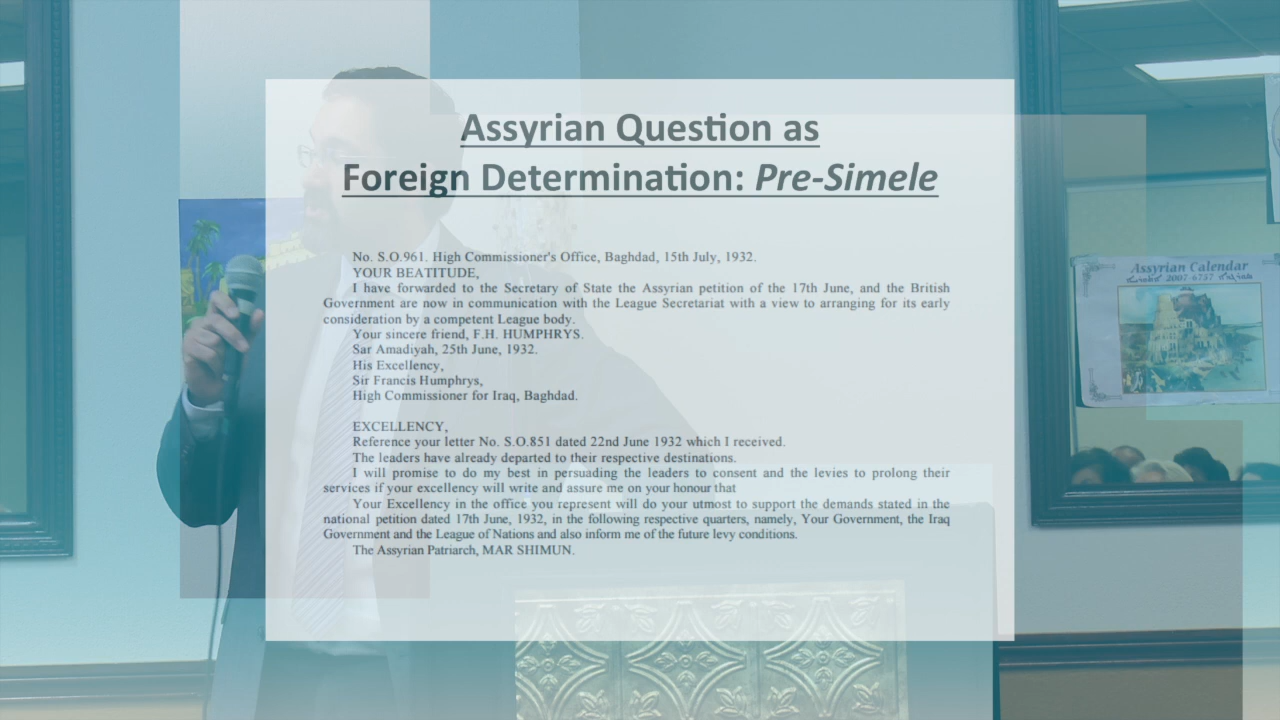 Assyrian Question as
Foreign Determination: Pre-Simele
No. S.O.961. High Commissioner's Office, Baghdad, 15th July, 1932.
YOUR BEATITUDE,
I have forwarded to the Secretary of State the Assyrian petition of the 17th June, and the British
Government are now in communication with the League Secretariat with a view to arranging for its early
consideration by a competent League body.
Your sincere friend, F.H. HUMPHRYS.
Sar Amadiyah, 25th June, 1932.
His Excellency,
Sir Francis Humphrys,
High Commissioner for Iraq, Baghdad.
EXCELLENCY,
Reference your letter No. S.O.851 dated 22nd June 1932 which I received.
The leaders have already departed to their respective destinations.
I will promise to do my best in persuading the leaders to consent and the levies to prolong their
services if your excellency will write and assure me on your honour that
Your Excellency in the office you represent will do your utmost to support the demands stated in the
national petition dated 17th June, 1932, in the following respective quarters, namely, Your Government, the Iraq
Government and the League of Nations and also inform me of the future levy conditions.
The Assyrian Patriarch, MAR SHIMUN.
Assyrian Calendar
2007-6757